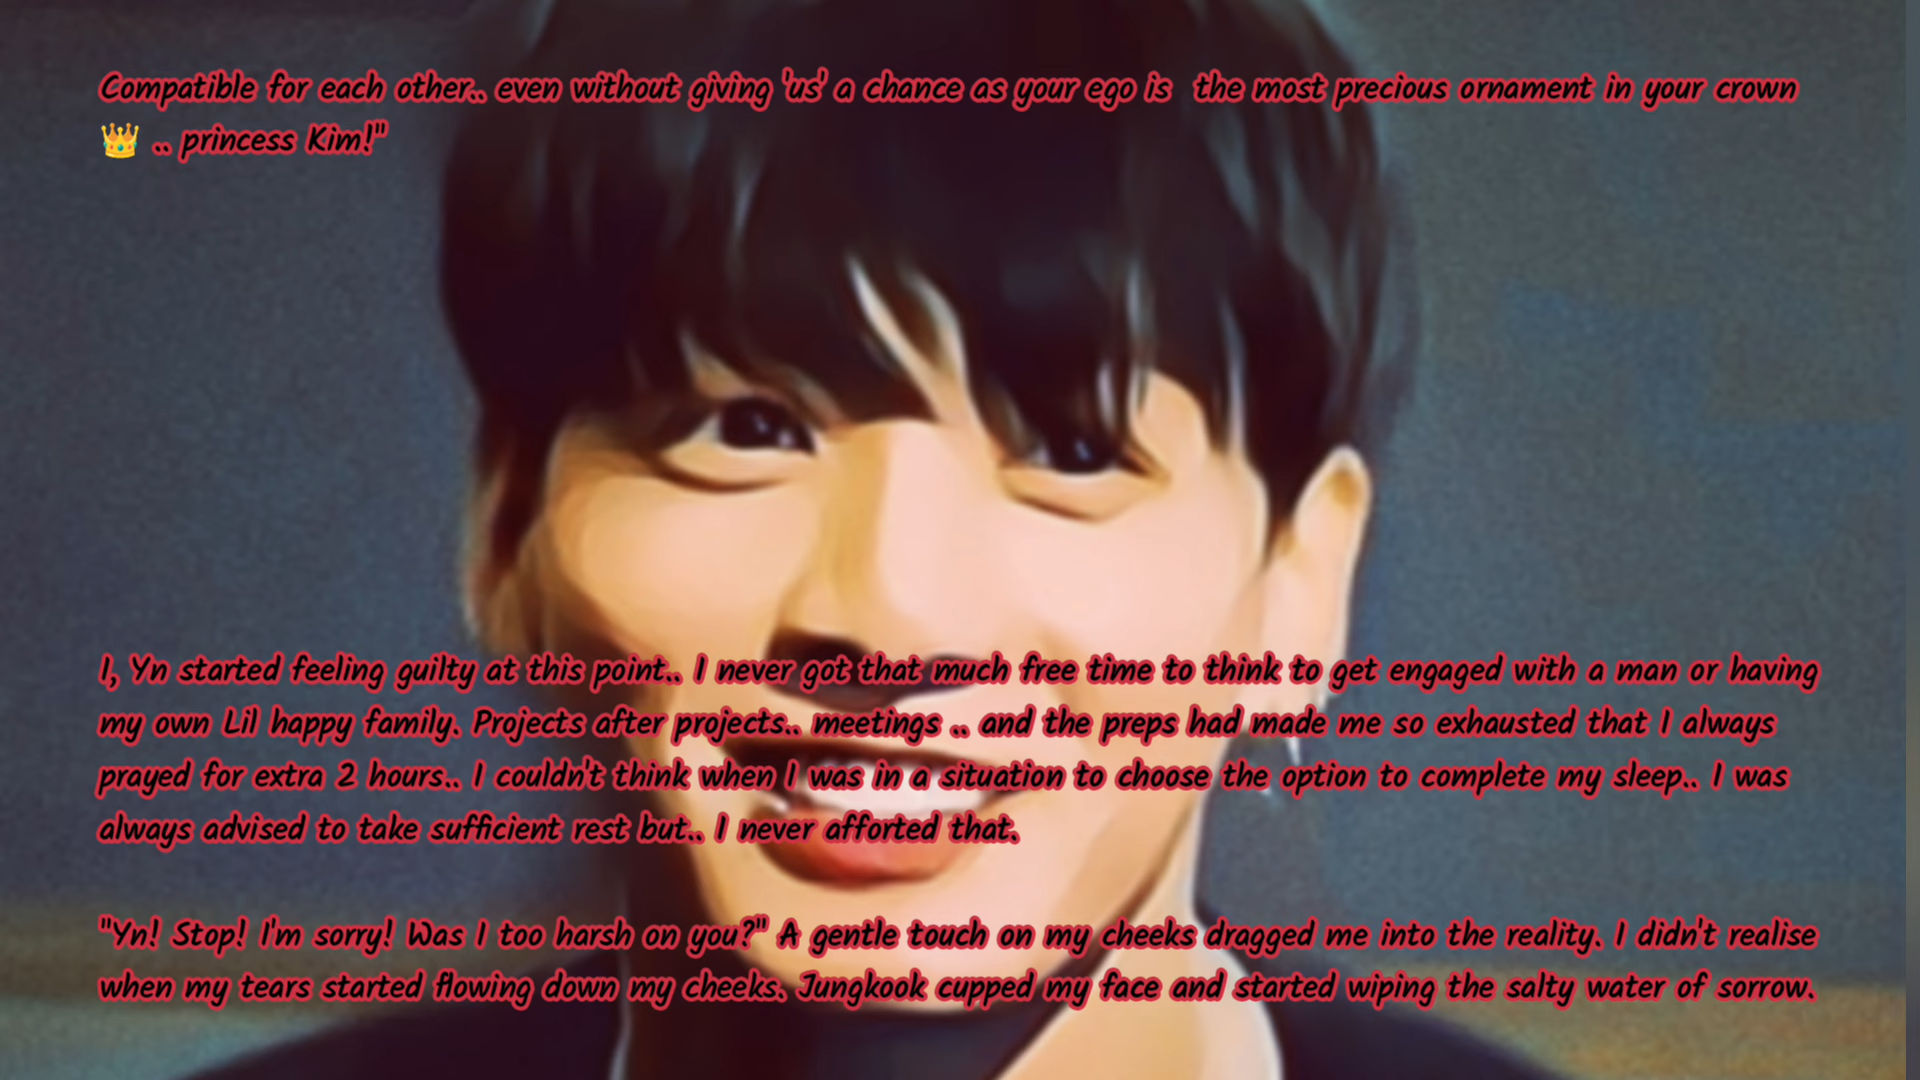 Compatible for each other.. even without giving 'us' a chance as your ego is  the most precious ornament in your crown
👑 .. princess Kim!"
I, Yn started feeling guilty at this point.. I never got that much free time to think to get engaged with a man or having
my own Lil happy family. Projects after projects.. meetings .. and the preps had made me so exhausted that I always
prayed for extra 2 hours.. I couldn't think when I was in a situation to choose the option to complete my sleep.. I was
always advised to take sufficient rest but.. I never afforted that.
"Yn! Stop! I'm sorry! Was I too harsh on you?" A gentle touch on my cheeks dragged me into the reality. I didn't realise
when my tears started flowing down my cheeks. Jungkook cupped my face and started wiping the salty water of sorrow.